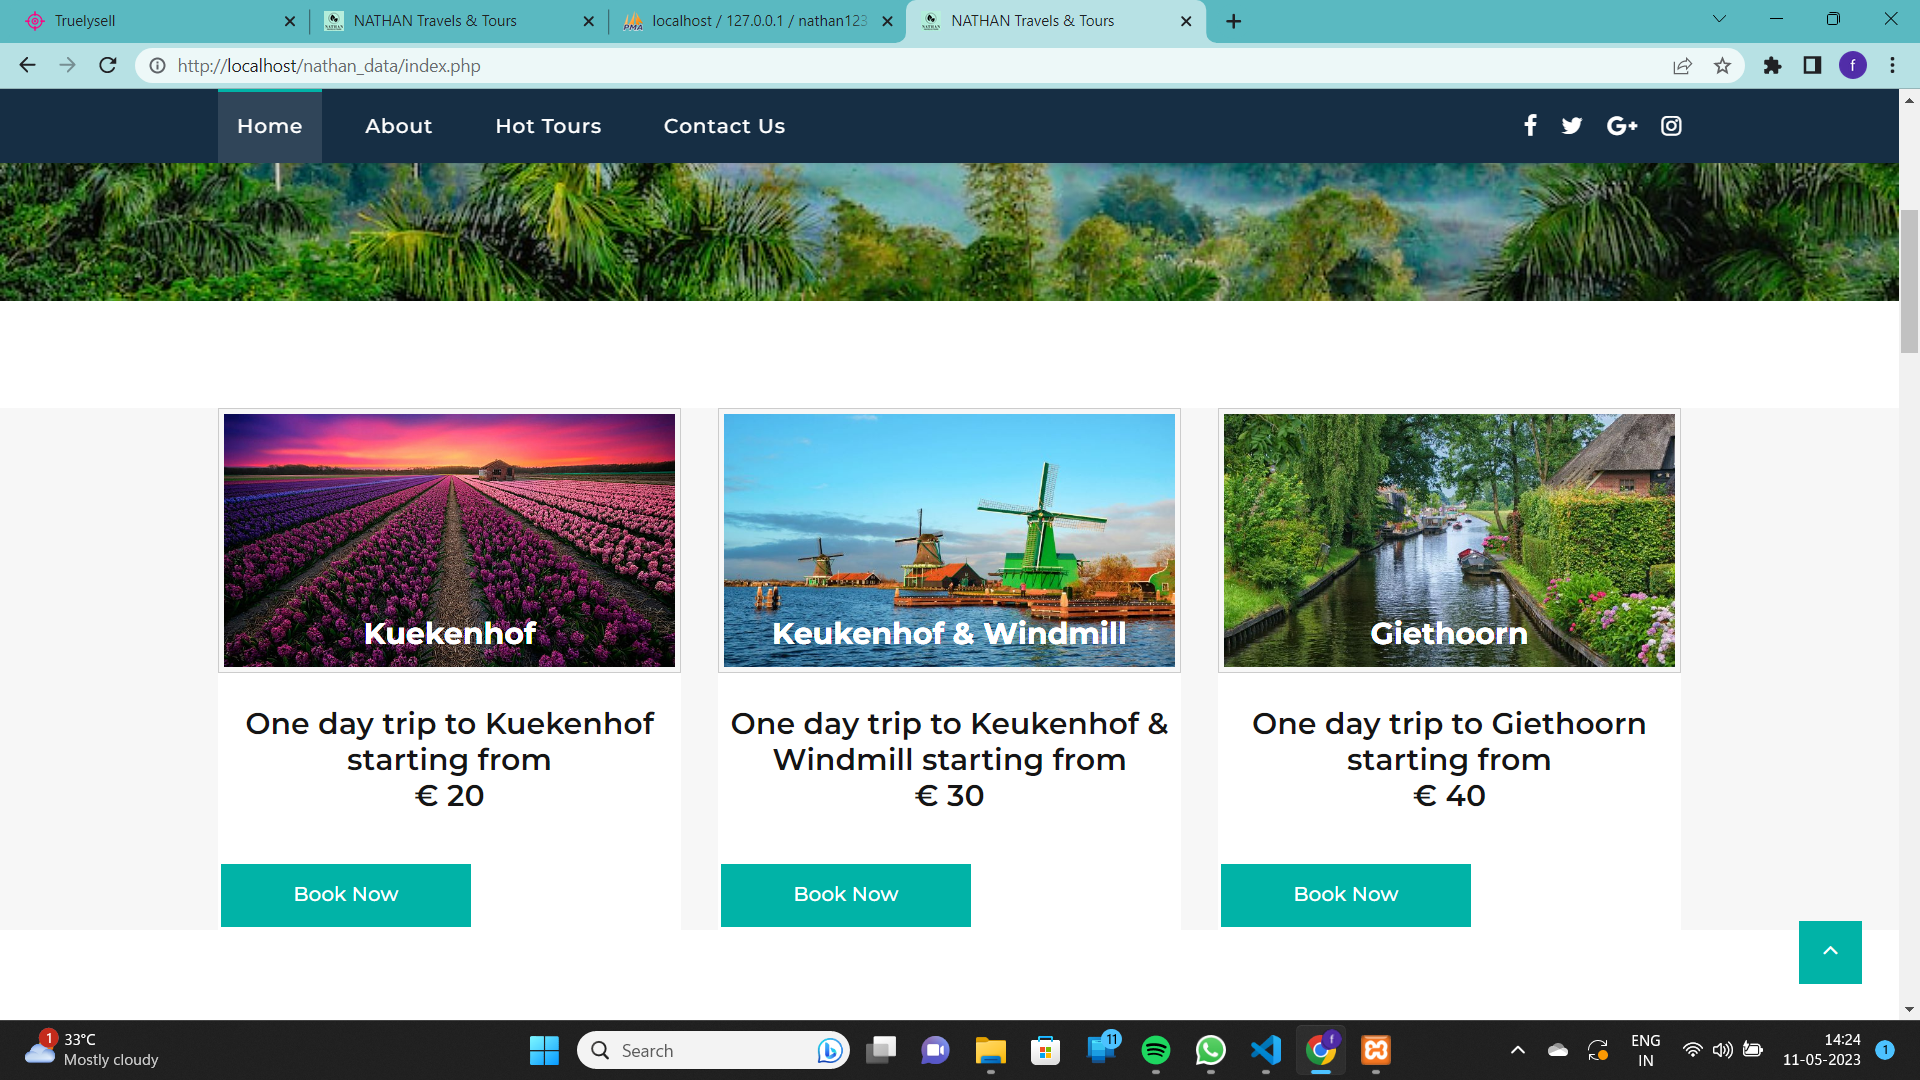 Truelysell
NATHAN Travels & Tours
localhost / 127.0.0.1 / nathan123
NATHAN Travels & Tours
http://localhost/nathan_data/index.php
f
Home
About
Hot Tours
Contact Us
Kuekenhof
Keukenhof & Windmill
Giethoorn
One day trip to Kuekenhof
starting from
€ 20
One day trip to Keukenhof &
Windmill starting from
€ 30
One day trip to Giethoorn
starting from
€ 40
Book Now
Book Now
Book Now
1
33°C
Mostly cloudy
Search
11
f
ENG
IN
14:24
11-05-2023
1